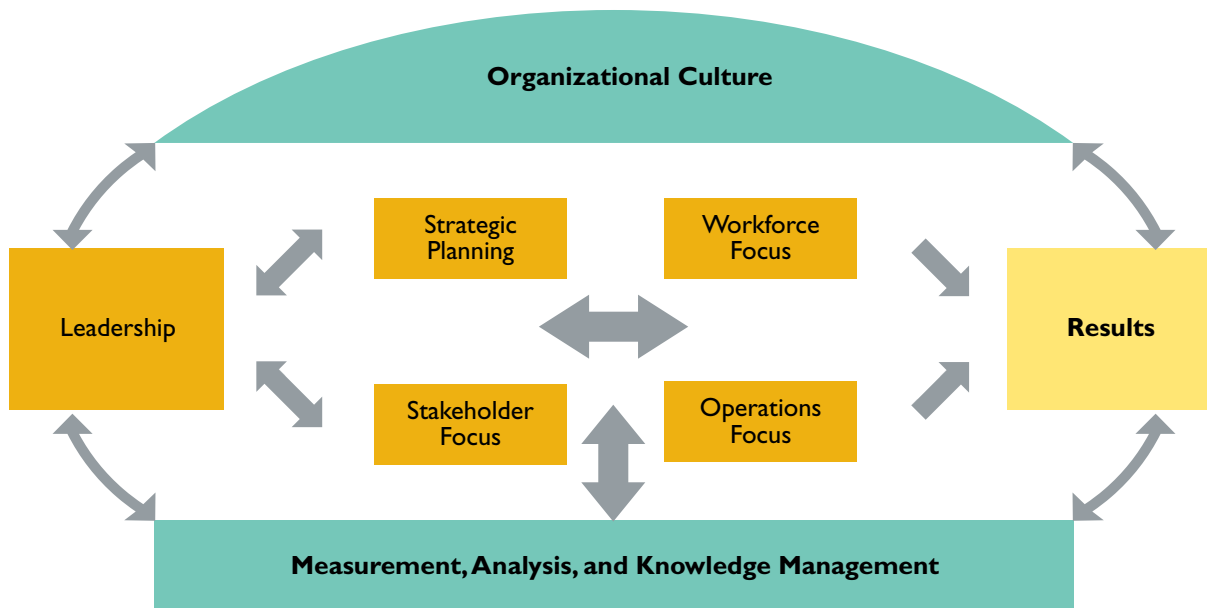 Organizational Culture
Strategic
Planning
Workforce
Focus
Leadership
Results
Stakeholder
Focus
Operations
Focus
Measurement, Analysis, and Knowledge Management